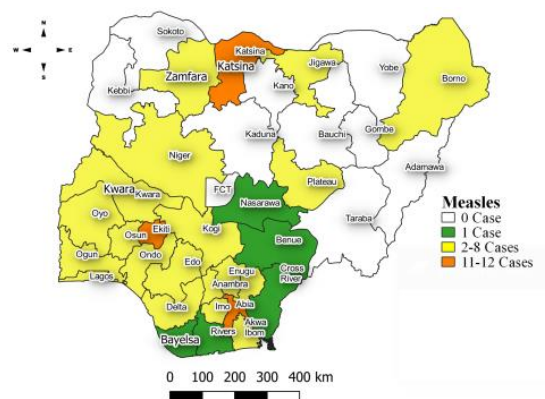 N
W E
S
Sokoto
Katsina
Zamfara
Katsina
Jigawa
Yobe
Borno
Kebbi
Kano
Kaduna
Bauchi
Gombe
Adamawa
Niger
Plateau
FCT
Kwara
Kwara
Nasarawa
Taraba
Oyo
Osun
Ekiti
Kogi
Benue
Ogun
Ondo
Edo
Enugu
Cross
River
Lagos
Anambra
Delta
Imo
Abia
Bayelsa
Rivers
Akwa
Ibom
Measles
0 Case
1 Case
2-8 Cases
11-12 Cases
0 100 200 300 400 km